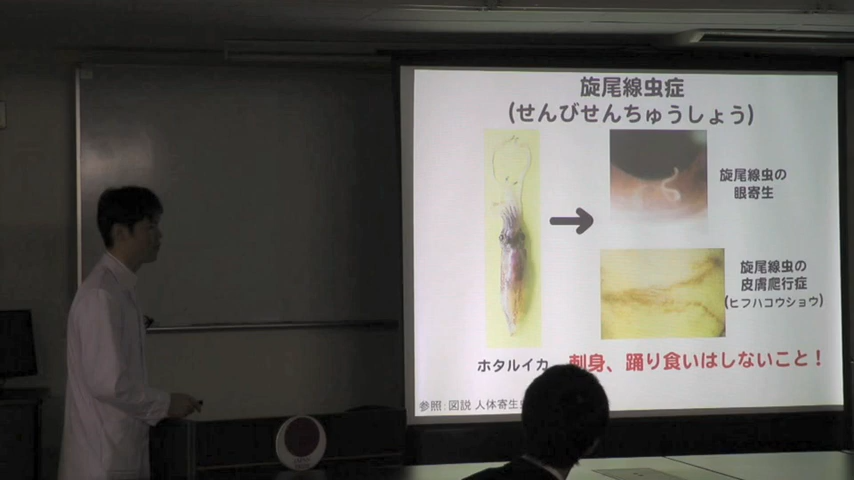 旋尾線虫症
(せんびせんちゅうしょう)
旋尾線虫の
眼寄生
旋尾線虫の
皮膚爬行症
(ヒフハコウショウ)
ホタルイカ
刺身、踊り食いはしないこと!
参照:図説 人体寄生